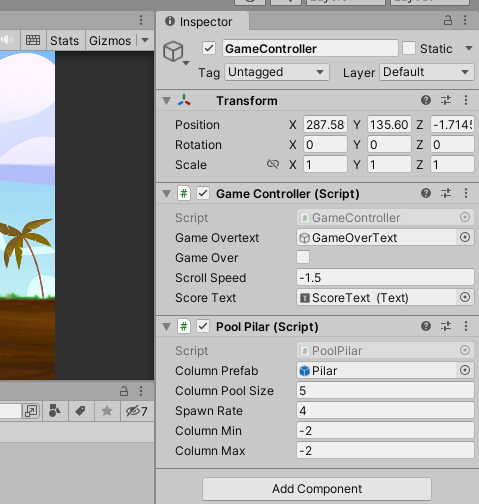 Inspector
Stats Gizmos
GameController Static
Tag Untagged Layer Default
Transform
Position X 287.58 Y 135.60 Z -1.7145
Rotation X 0 Y 0 Z 0
Scale X 1 Y 1 Z 1
# Game Controller (Script)
Script # GameController
Game Overtext GameOverText
Game Over
Scroll Speed -1.5
Score Text T ScoreText (Text)
# Pool Pilar (Script)
Script # PoolPilar
Column Prefab Pilar
Column Pool Size 5
Spawn Rate 4
Column Min -2
Column Max -2
7
Add Component